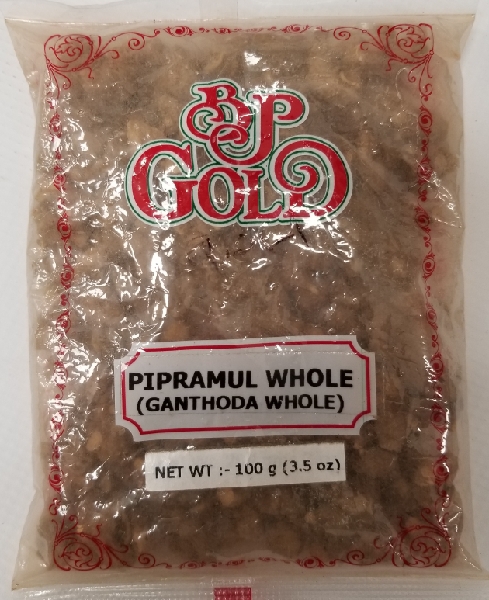 BJP
GOLD
PIPRAMUL WHOLE
(GANTHODA WHOLE)
NET WT :- 100 g (3.5 oz)